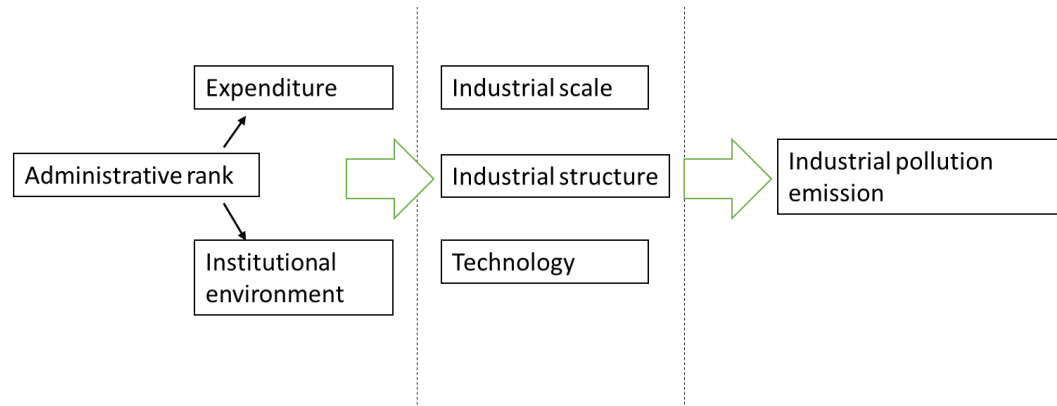 Expenditure
Administrative rank
Institutional
environment
Industrial scale
Industrial structure
Technology
Industrial pollution
emission